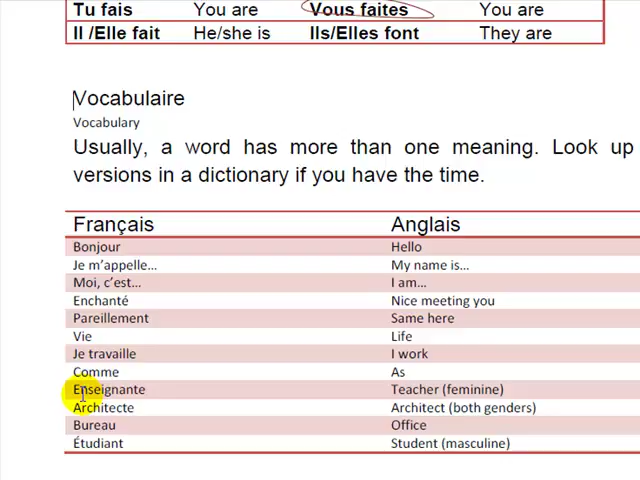 Tu fais You are Vous faites You are
Il /Elle fait He/she is Ils/Elles font They are
Vocabulaire
Vocabulary
Usually, a word has more than one meaning. Look up
versions in a dictionary if you have the time.
Français Anglais
Bonjour Hello
Je m'appelle… My name is…
Moi, c'est… I am…
Enchanté Nice meeting you
Pareillement Same here
Vie Life
Je travaille I work
Comme As
Enseignante Teacher (feminine)
Architecte Architect (both genders)
Bureau Office
Étudiant Student (masculine)